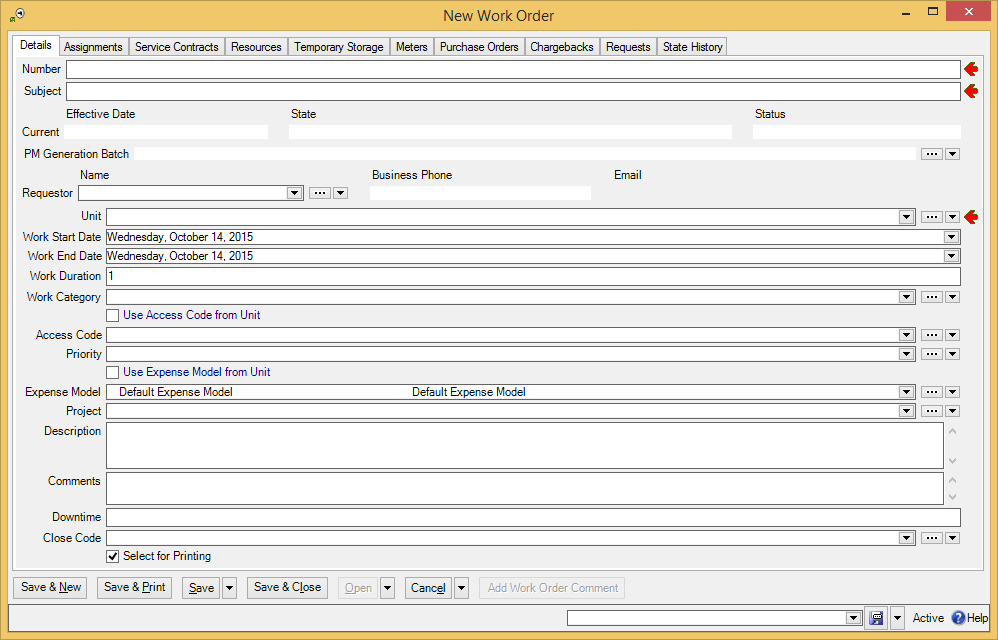 New Work Order
Details Assignments Service Contracts Resources Temporary Storage Meters Purchase Orders Chargebacks Requests State History
Number
Subject
Effective Date State Status
Current
PM Generation Batch
Name Business Phone Email
Requestor
Unit
Work Start Date Wednesday, October 14, 2015
Work End Date Wednesday, October 14, 2015
Work Duration 1
Work Category
Use Access Code from Unit
Access Code
Priority
Use Expense Model from Unit
Expense Model Default Expense Model Default Expense Model
Project
Description
Comments
Downtime
Close Code
Select for Printing
Save & New Save & Print Save Save & Close Open Cancel Add Work Order Comment
Active ? Help